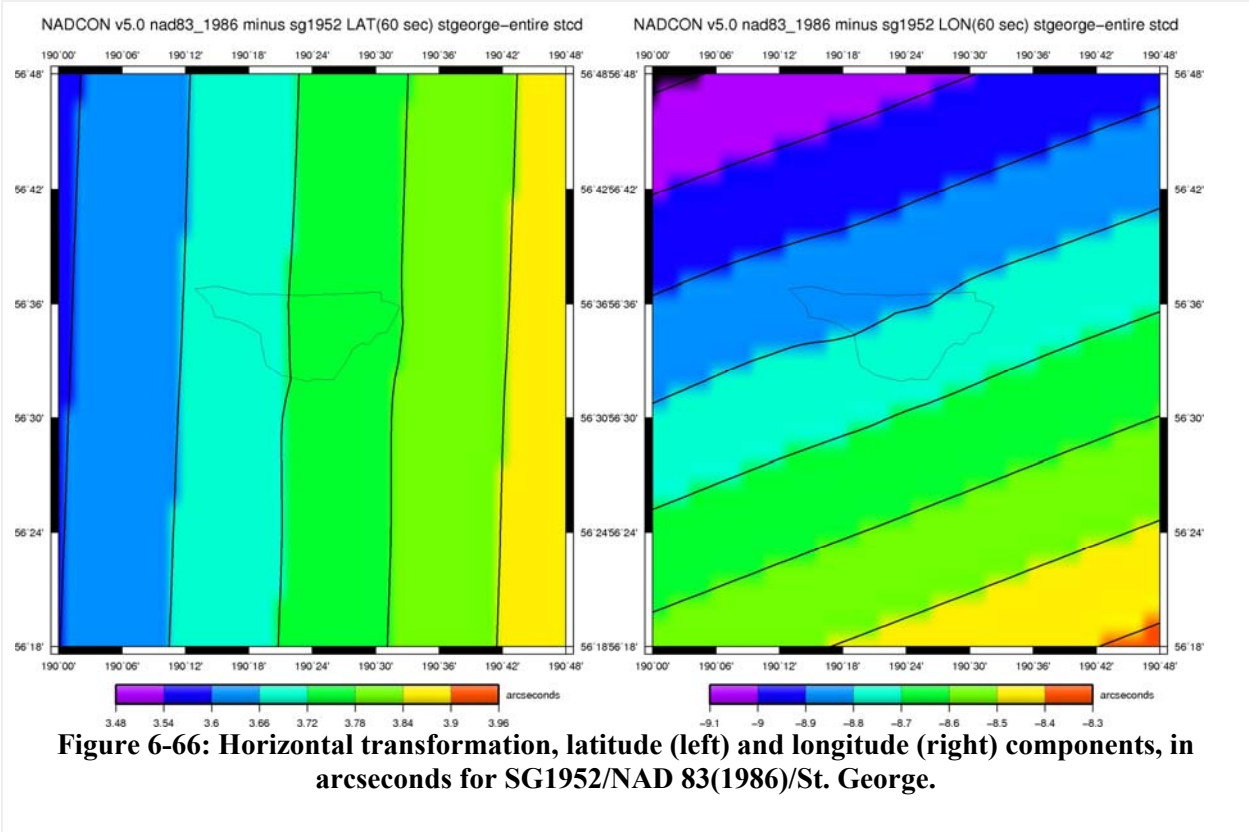 NADCON v5.0 nad83_1986 minus sg1952 LAT(60 sec) stgeorge−entire stcd
190˚00' 190˚06' 190˚12' 190˚18' 190˚24' 190˚30' 190˚36' 190˚42' 190˚48'
56˚48' 56˚48'
56˚42' 56˚42'
56˚36' 56˚36'
56˚30' 56˚30'
56˚24' 56˚24'
56˚18' 56˚18'
190˚00' 190˚06' 190˚12' 190˚18' 190˚24' 190˚30' 190˚36' 190˚42' 190˚48'
arcseconds
3.48 3.54 3.6 3.66 3.72 3.78 3.84 3.9 3.96
NADCON v5.0 nad83_1986 minus sg1952 LON(60 sec) stgeorge−entire stcd
190˚00' 190˚06' 190˚12' 190˚18' 190˚24' 190˚30' 190˚36' 190˚42' 190˚48'
56˚48' 56˚48'
56˚42' 56˚42'
56˚36' 56˚36'
56˚30' 56˚30'
56˚24' 56˚24'
56˚18' 56˚18'
190˚00' 190˚06' 190˚12' 190˚18' 190˚24' 190˚30' 190˚36' 190˚42' 190˚48'
arcseconds
−9.1 −9 −8.9 −8.8 −8.7 −8.6 −8.5 −8.4 −8.3
Figure 6-66: Horizontal transformation, latitude (left) and longitude (right) components, in
arcseconds for SG1952/NAD 83(1986)/St. George.